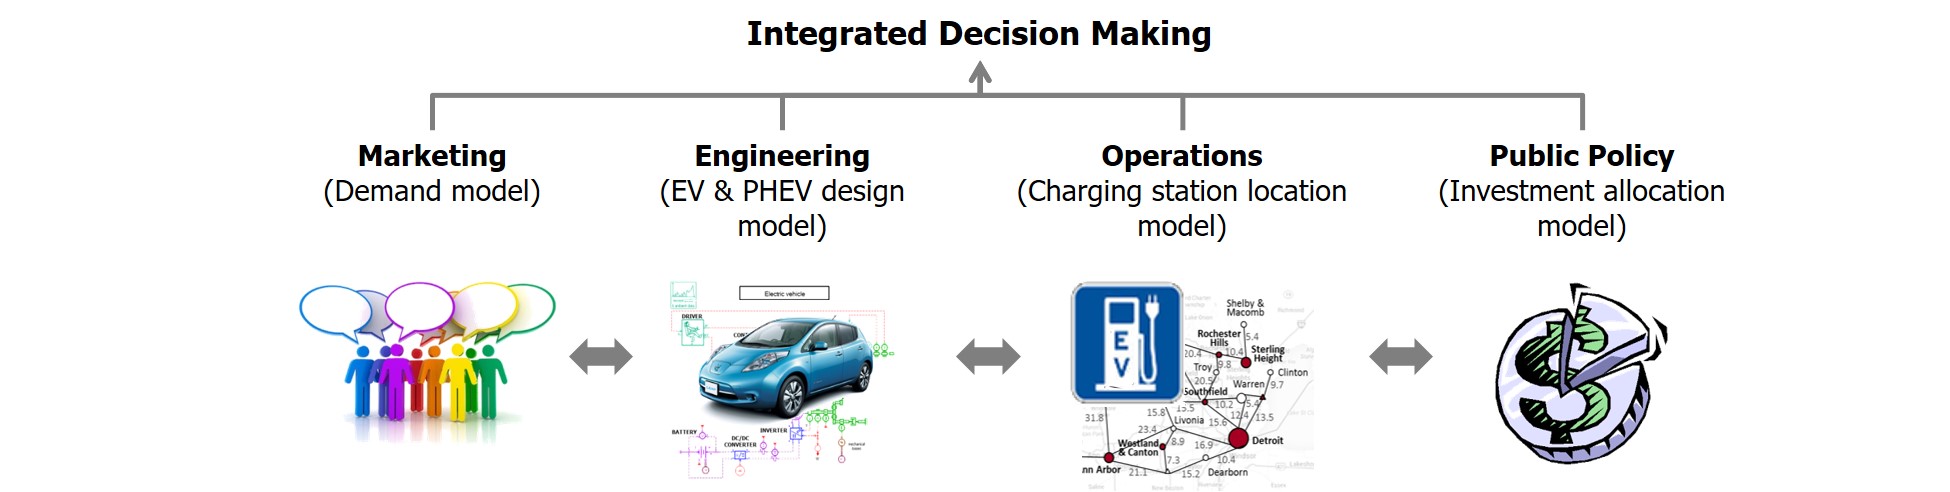 Integrated Decision Making
Marketing
(Demand model)
Engineering
(EV & PHEV design
model)
Operations
(Charging station location
model)
Public Policy
(Investment allocation
model)
Electric vehicle
DRIVER
BATTERY
DC/DC
CONVERTER
INVERTER
EV
Shelby &
Macomb
5.4
Rochester
Hills
20.4
10.4
Sterling
Height
9.8
Troy
20.5
Clinton
Warren
9.7
Southfield
10.2
5.4
15.5
12.4
13.5
31.8
15.8
Livonia
15.6
23.4
Westland
& Canton
8.9
16.9
Detroit
7.3
10.4
nn Arbor
21.1
15.2
Dearborn